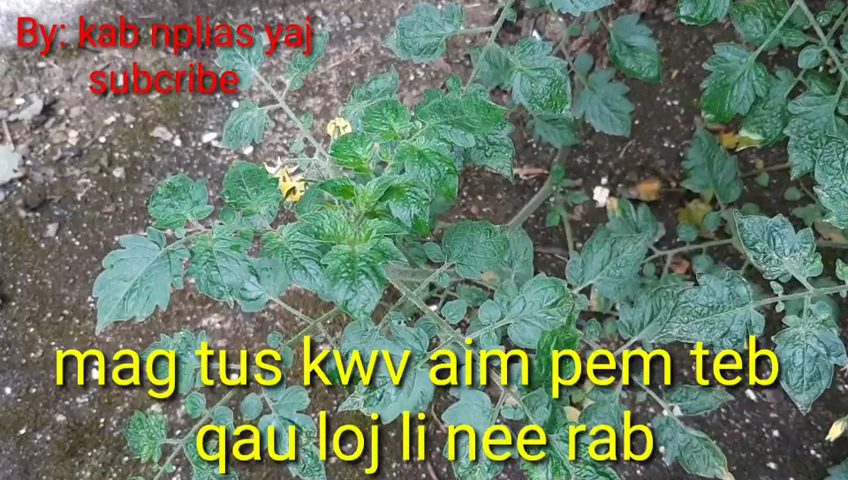 By: kab nplias yaj
subcribe
mag tus kwv aim pem teb
qau loj li nee rab